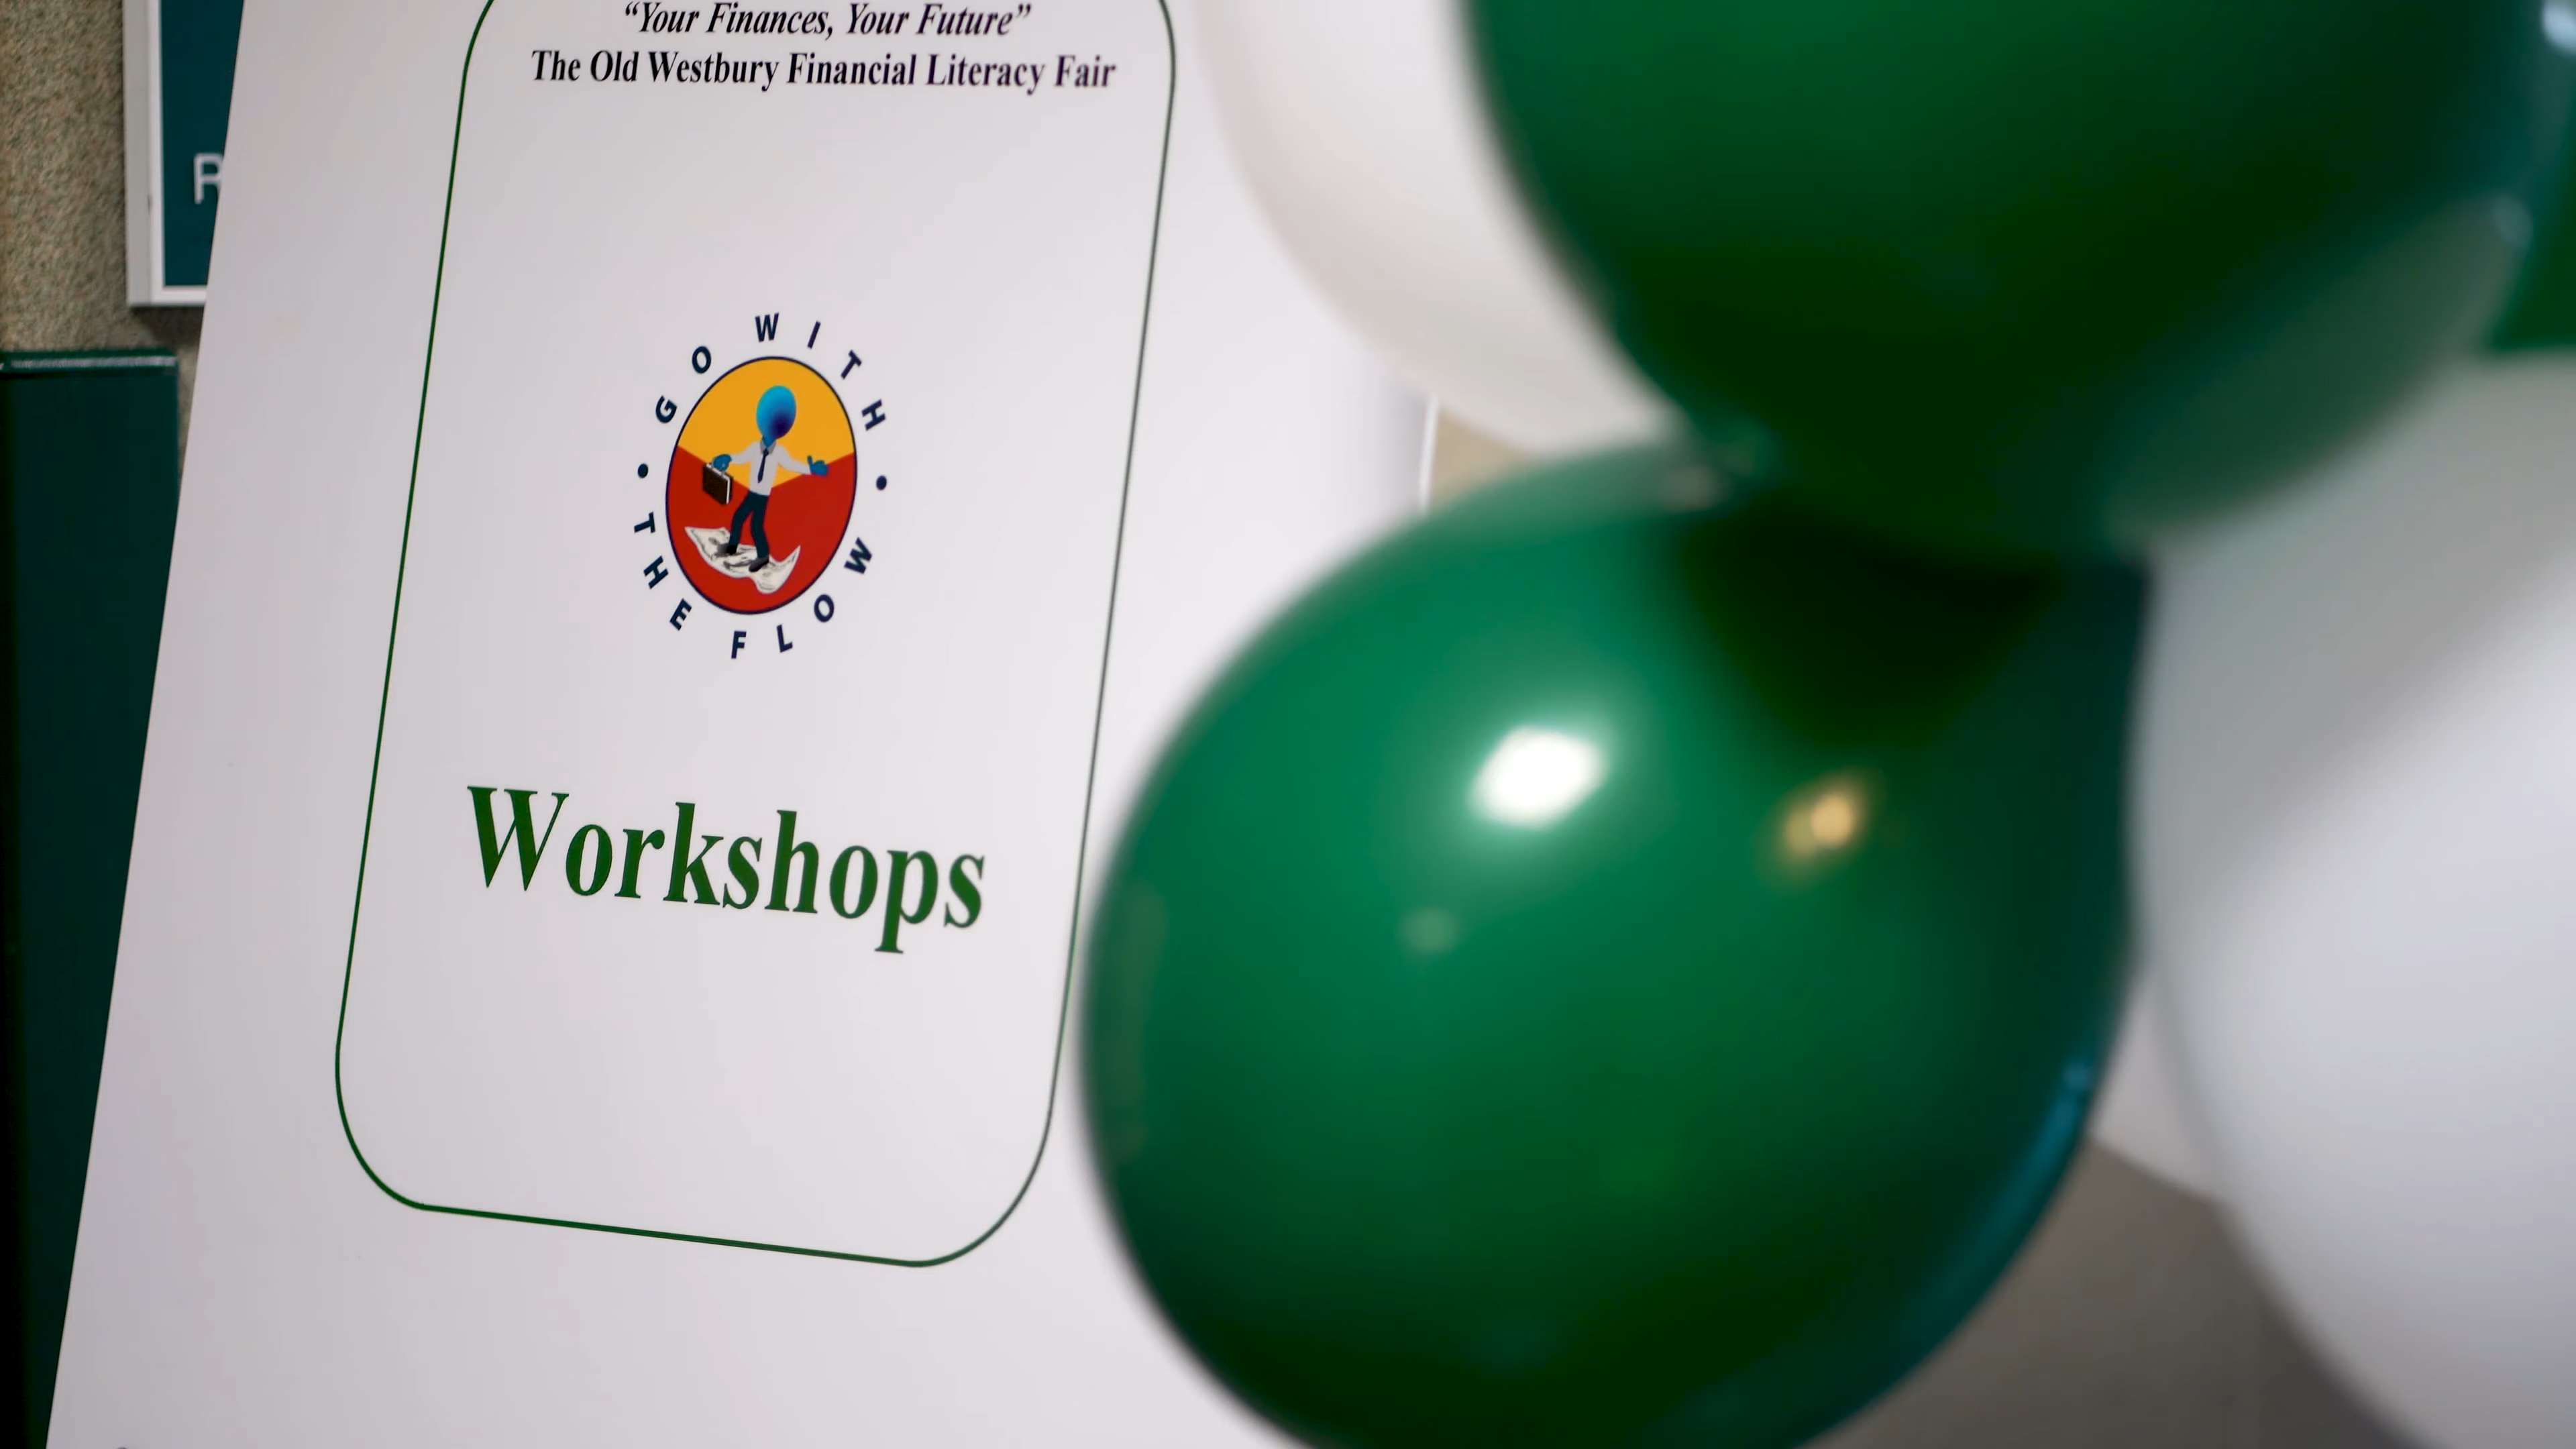 “Your Finances, Your Future”
The Old Westbury Financial Literacy Fair
GO WITH
• THE FLOW •
Workshops
R